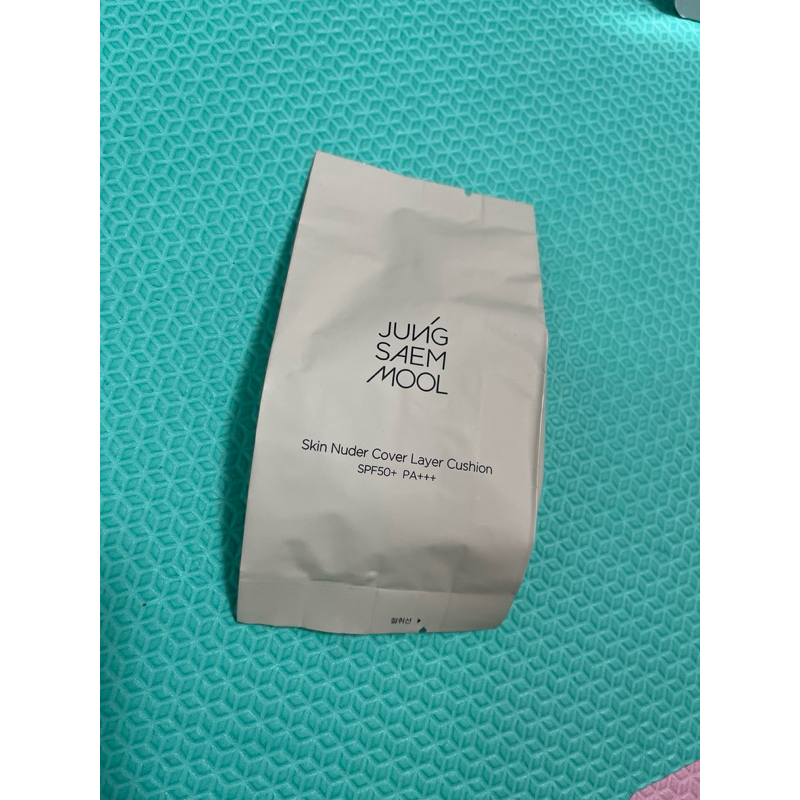 JUNG
SAEM
MOOL
Skin Nuder Cover Layer Cushion
SPF50+ PA+++
절취선